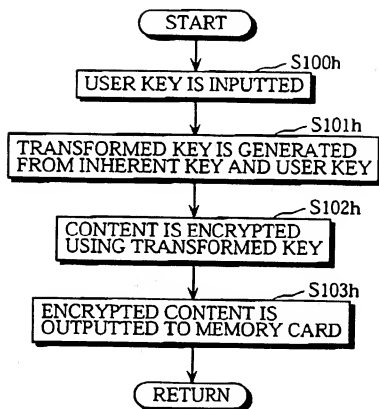 START
S100h
USER KEY IS INPUTTED
S101h
TRANSFORMED KEY IS GENERATED
FROM INHERENT KEY AND USER KEY
S102h
CONTENT IS ENCRYPTED
USING TRANSFORMED KEY
S103h
ENCRYPTED CONTENT IS
OUTPUTTED TO MEMORY CARD
RETURN